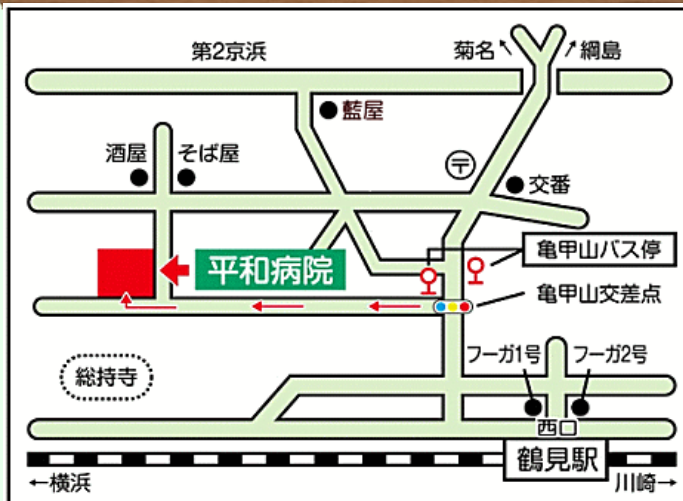 第2京浜
菊名
綱島
藍屋
酒屋
そば屋
〒
交番
平和病院
亀甲山バス停
亀甲山交差点
総持寺
フーガ1号
フーガ2号
西口
鶴見駅
←横浜
川崎→